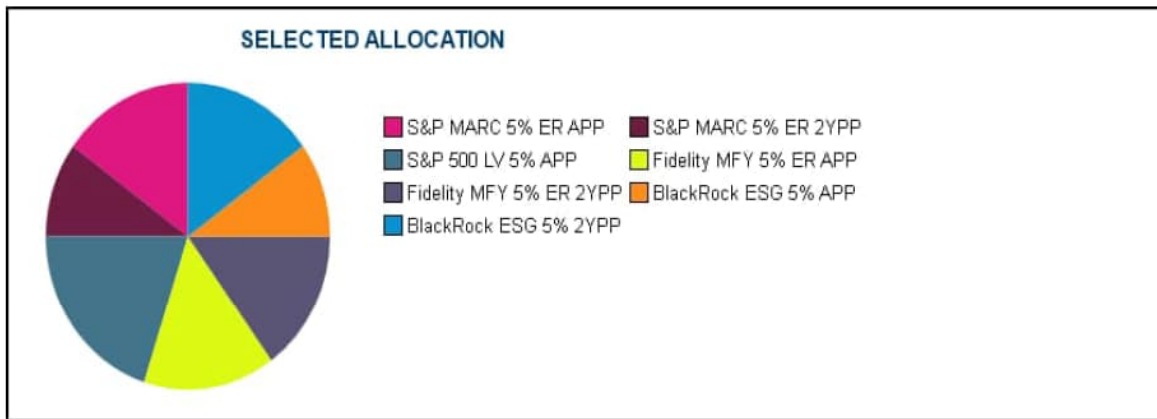 SELECTED ALLOCATION
S&P MARC 5% ER APP S&P MARC 5% ER 2YPP
S&P 500 LV 5% APP Fidelity MFY 5% ER APP
Fidelity MFY 5% ER 2YPP BlackRock ESG 5% APP
BlackRock ESG 5% 2YPP